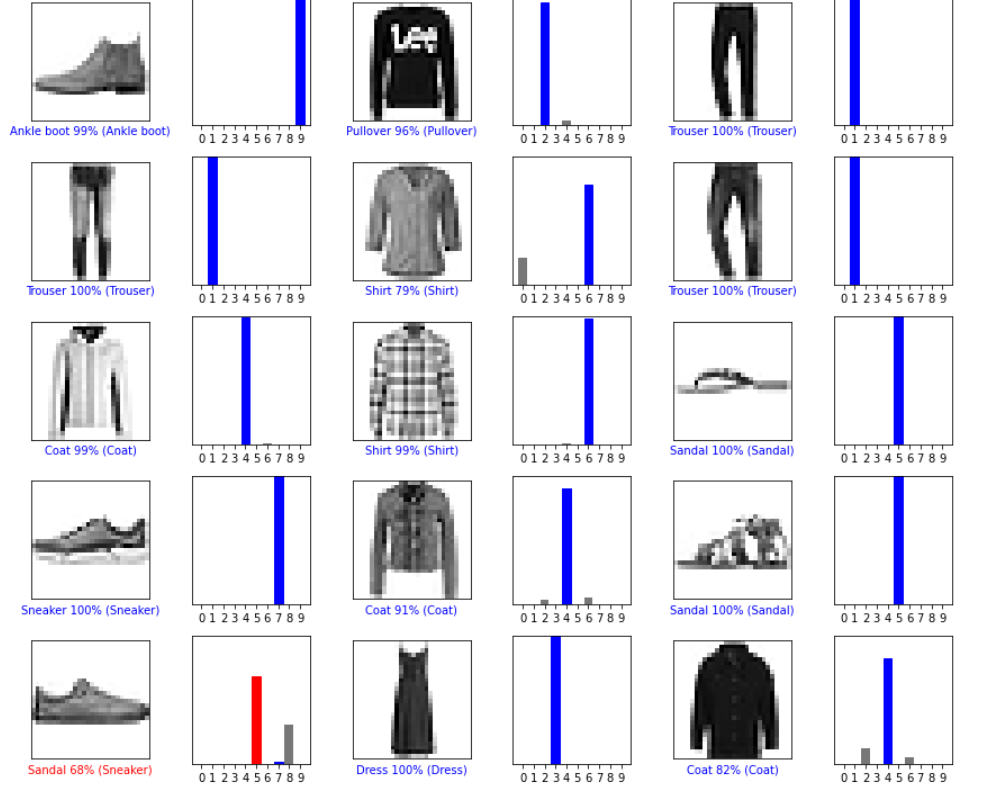 Lee
Ankle boot 99% (Ankle boot)
0 1 2 3 4 5 6 7 8 9
Pullover 96% (Pullover)
0 1 2 3 4 5 6 7 8 9
Trouser 100% (Trouser)
0 1 2 3 4 5 6 7 8 9
Trouser 100% (Trouser)
0 1 2 3 4 5 6 7 8 9
Shirt 79% (Shirt)
0 1 2 3 4 5 6 7 8 9
Trouser 100% (Trouser)
0 1 2 3 4 5 6 7 8 9
Coat 99% (Coat)
0 1 2 3 4 5 6 7 8 9
Shirt 99% (Shirt)
0 1 2 3 4 5 6 7 8 9
Sandal 100% (Sandal)
0 1 2 3 4 5 6 7 8 9
Sneaker 100% (Sneaker)
0 1 2 3 4 5 6 7 8 9
Coat 91% (Coat)
0 1 2 3 4 5 6 7 8 9
Sandal 100% (Sandal)
0 1 2 3 4 5 6 7 8 9
Sandal 68% (Sneaker)
0 1 2 3 4 5 6 7 8 9
Dress 100% (Dress)
0 1 2 3 4 5 6 7 8 9
Coat 82% (Coat)
0 1 2 3 4 5 6 7 8 9